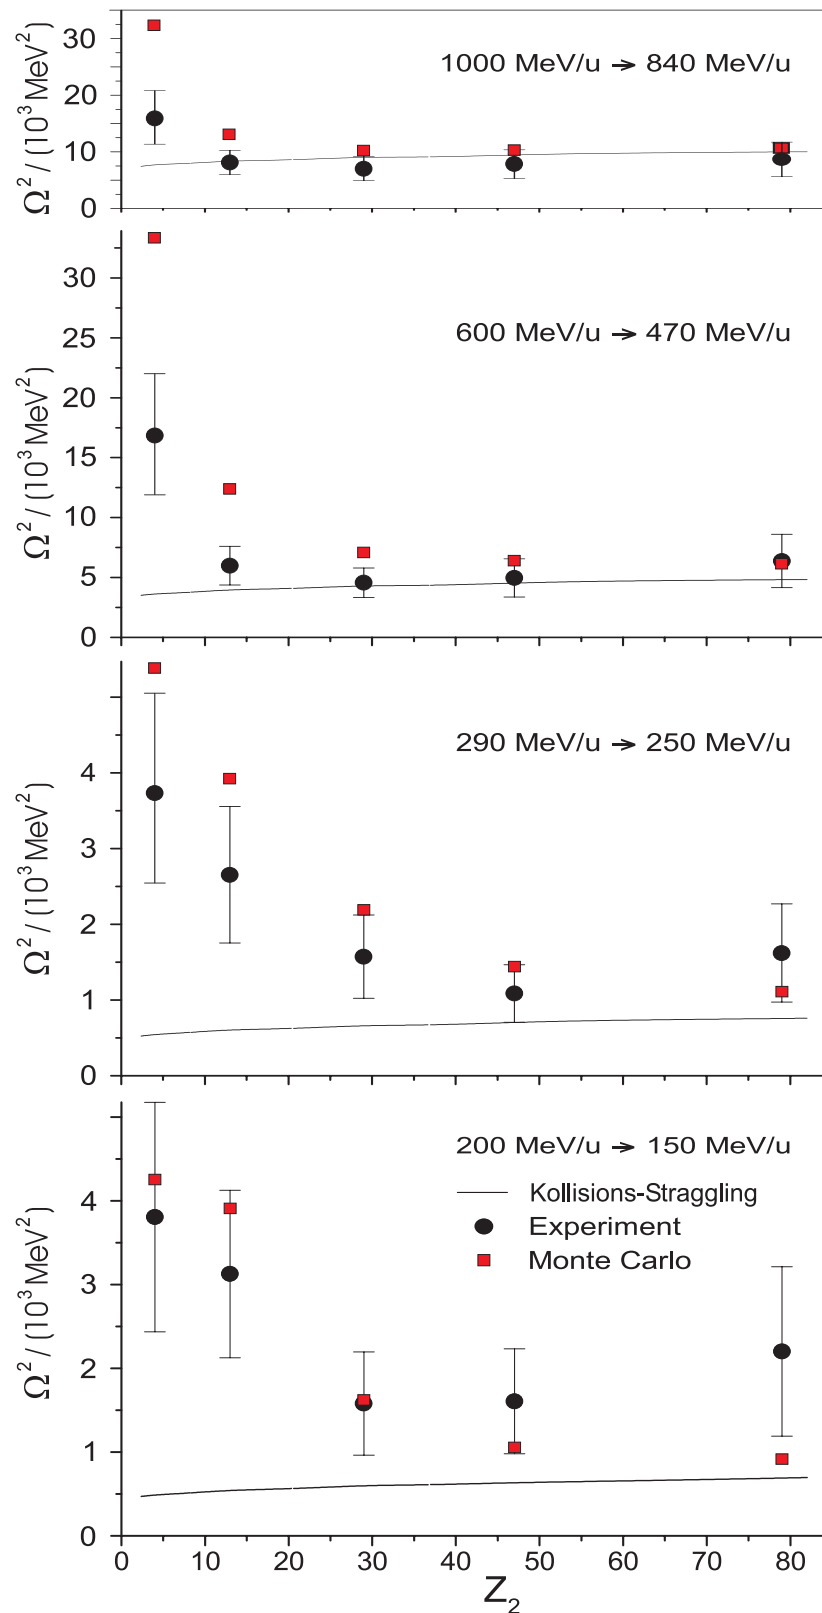 Ω² / (10³ MeV²)
30
20
10
0
1000 MeV/u → 840 MeV/u
Ω² / (10³ MeV²)
30
25
20
15
10
5
0
600 MeV/u → 470 MeV/u
Ω² / (10³ MeV²)
4
3
2
1
0
290 MeV/u → 250 MeV/u
Ω² / (10³ MeV²)
4
3
2
1
0
200 MeV/u → 150 MeV/u
Kollisions-Straggling
Experiment
Monte Carlo
0 10 20 30 40 50 60 70 80
Z₂